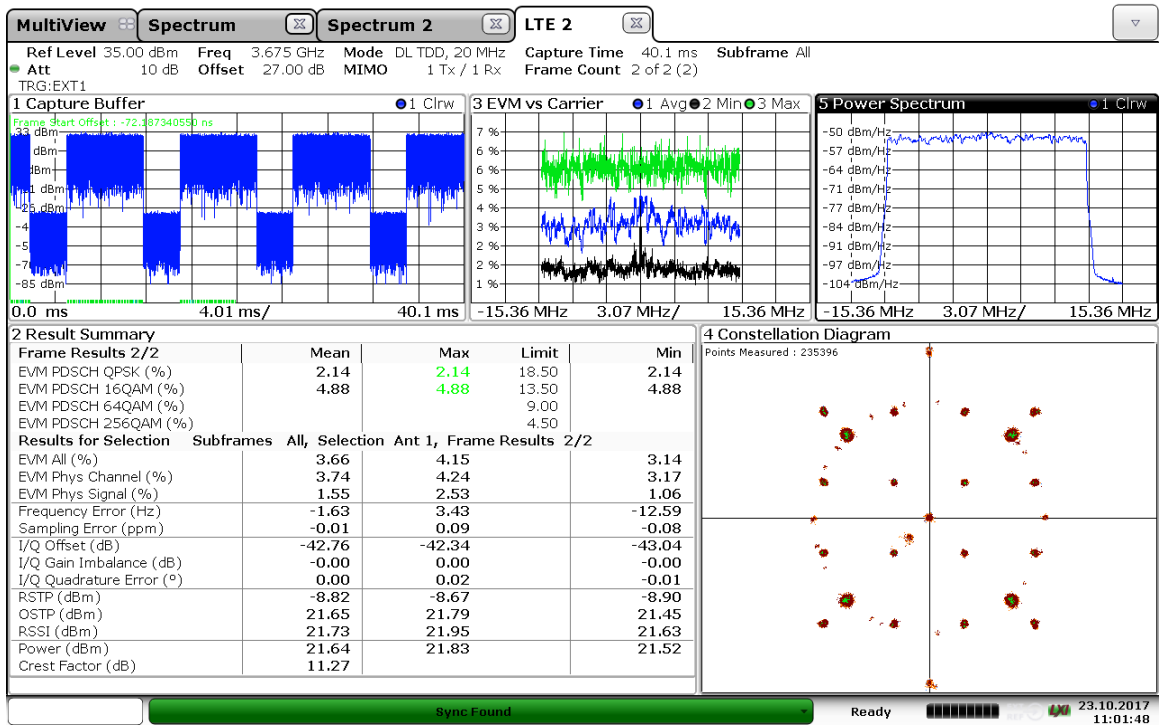 MultiView Spectrum Spectrum 2 LTE 2
Ref Level 35.00 dBm Freq 3.675 GHz Mode DL TDD, 20 MHz Capture Time 40.1 ms Subframe All
Att 10 dB Offset 27.00 dB MIMO 1 Tx / 1 Rx Frame Count 2 of 2 (2)
TRG:EXT1
1 Capture Buffer 1 Clrw
Frame Start Offset : -72.187340550 ns
33 dBm
dBm
dBm
dBm
-25 dBm
-85 dBm
0.0 ms 4.01 ms/ 40.1 ms
3 EVM vs Carrier 1 Avg 2 Min 3 Max
7 %
6 %
6 %
5 %
4 %
3 %
2 %
2 %
1 %
-15.36 MHz 3.07 MHz/ 15.36 MHz
5 Power Spectrum 1 Clrw
-50 dBm/Hz
-57 dBm/Hz
-64 dBm/Hz
-71 dBm/Hz
-77 dBm/Hz
-84 dBm/Hz
-91 dBm/Hz
-97 dBm/Hz
-104 dBm/Hz
-15.36 MHz 3.07 MHz/ 15.36 MHz
2 Result Summary
Frame Results 2/2 Mean Max Limit Min
EVM PDSCH QPSK (%) 2.14 2.14 18.50 2.14
EVM PDSCH 16QAM (%) 4.88 4.88 13.50 4.88
EVM PDSCH 64QAM (%) 9.00
EVM PDSCH 256QAM (%) 4.50
Results for Selection Subframes All, Selection Ant 1, Frame Results 2/2
EVM All (%) 3.66 4.15 3.14
EVM Phys Channel (%) 3.74 4.24 3.17
EVM Phys Signal (%) 1.55 2.53 1.06
Frequency Error (Hz) -1.63 3.43 -12.59
Sampling Error (ppm) -0.01 0.09 -0.08
I/Q Offset (dB) -42.76 -42.34 -43.04
I/Q Gain Imbalance (dB) -0.00 0.00 -0.00
I/Q Quadrature Error (°) 0.00 0.02 -0.01
RSTP (dBm) -8.82 -8.67 -8.90
OSTP (dBm) 21.65 21.79 21.45
RSSI (dBm) 21.73 21.95 21.63
Power (dBm) 21.64 21.83 21.52
Crest Factor (dB) 11.27
4 Constellation Diagram
Points Measured : 235396
Sync Found Ready REF LXI 23.10.2017
11:01:48